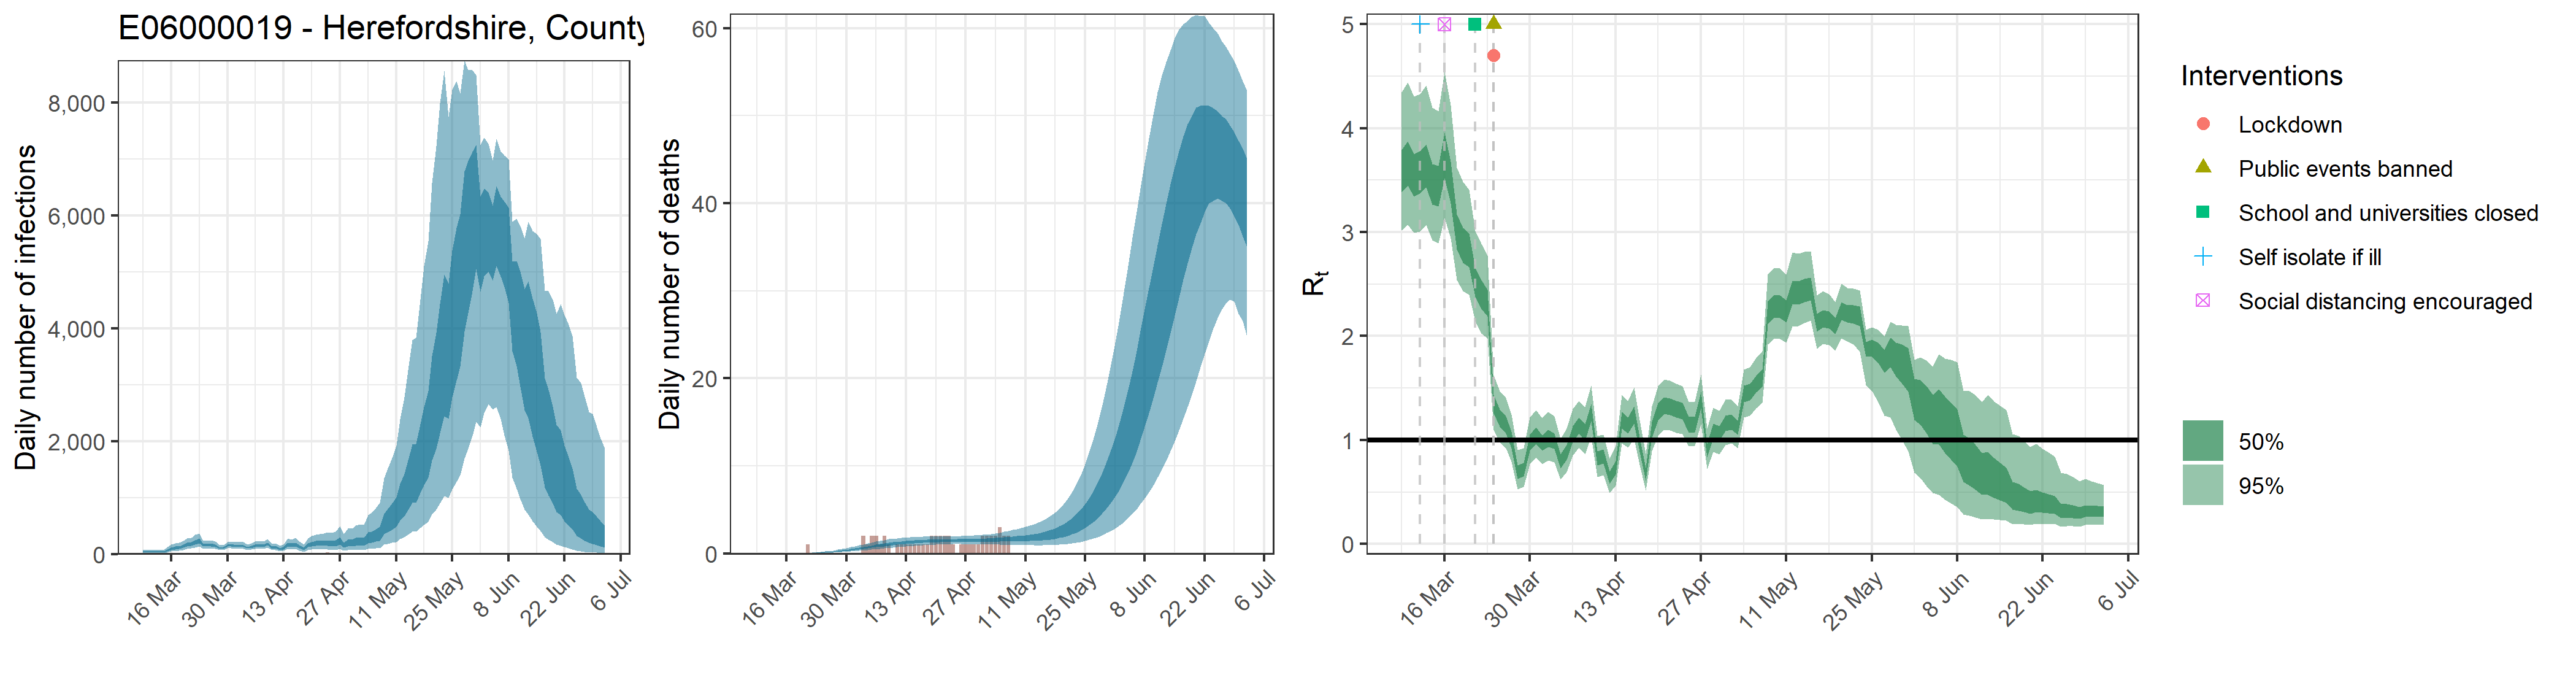 E06000019 - Herefordshire, County
Daily number of infections
8,000
6,000
4,000
2,000
0
16 Mar
30 Mar
13 Apr
27 Apr
11 May
25 May
8 Jun
22 Jun
6 Jul
Daily number of deaths
60
40
20
0
16 Mar
30 Mar
13 Apr
27 Apr
11 May
25 May
8 Jun
22 Jun
6 Jul
Rt
5
4
3
2
1
0
16 Mar
30 Mar
13 Apr
27 Apr
11 May
25 May
8 Jun
22 Jun
6 Jul
Interventions
Lockdown
Public events banned
School and universities closed
Self isolate if ill
Social distancing encouraged
50%
95%